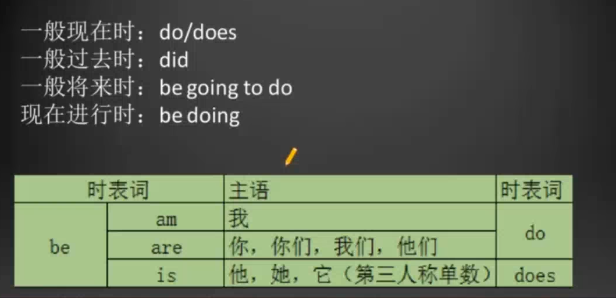 一般现在时：do/does
一般过去时：did
一般将来时：be going to do
现在进行时：be doing
时表词 主语 时表词
be am 我 do
are 你，你们，我们，他们
is 他，她，它（第三人称单数） does